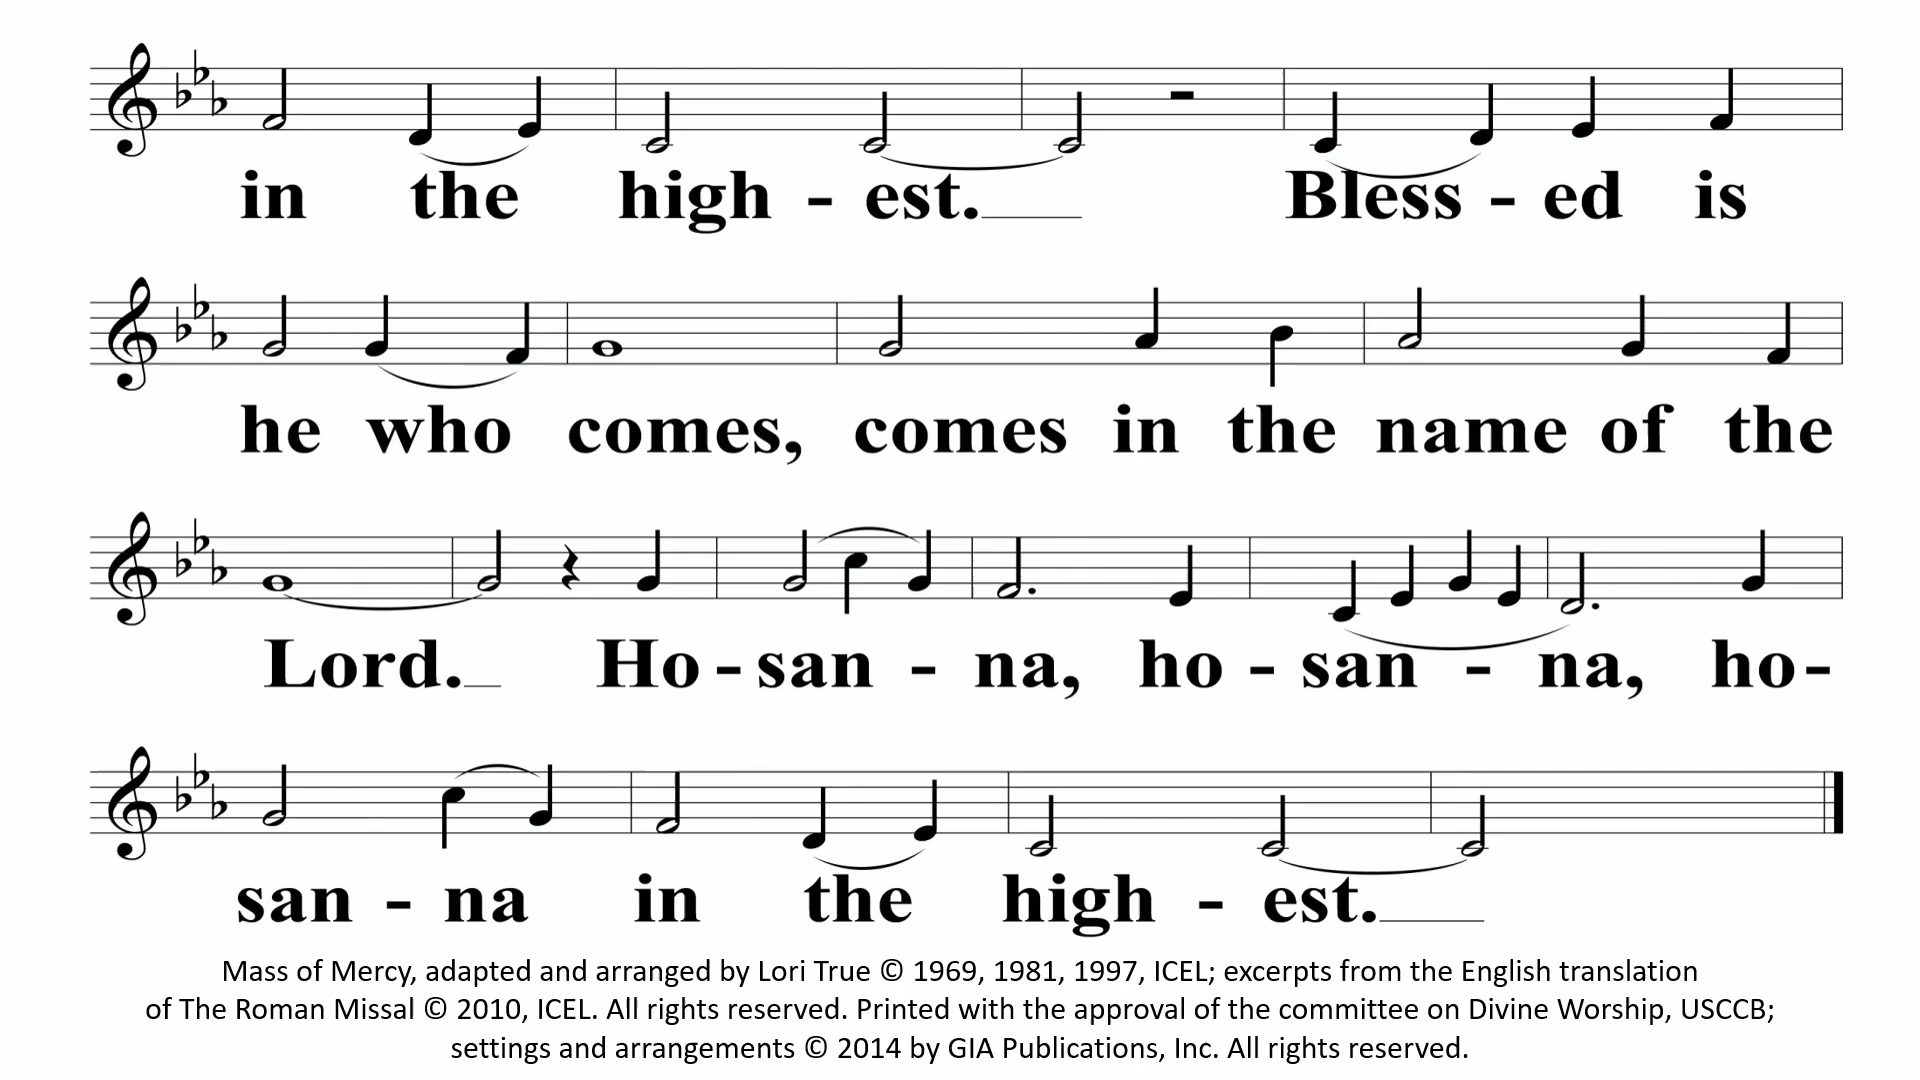 in the high - est. Bless - ed is
he who comes, comes in the name of the
Lord. Ho - san - na, ho - san - na, ho-
san - na in the high - est.
Mass of Mercy, adapted and arranged by Lori True © 1969, 1981, 1997, ICEL; excerpts from the English translation
of The Roman Missal © 2010, ICEL. All rights reserved. Printed with the approval of the committee on Divine Worship, USCCB;
settings and arrangements © 2014 by GIA Publications, Inc. All rights reserved.